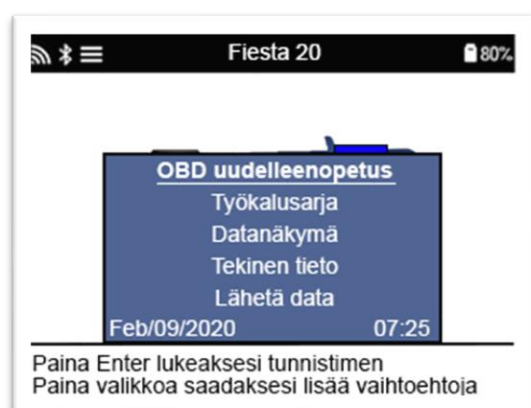 Fiesta 20 80%
OBD uudelleenopetus
Työkalusarja
Datanäkymä
Tekinen tieto
Lähetä data
Feb/09/2020 07:25
Paina Enter lukeaksesi tunnistimen
Paina valikkoa saadaksesi lisää vaihtoehtoja